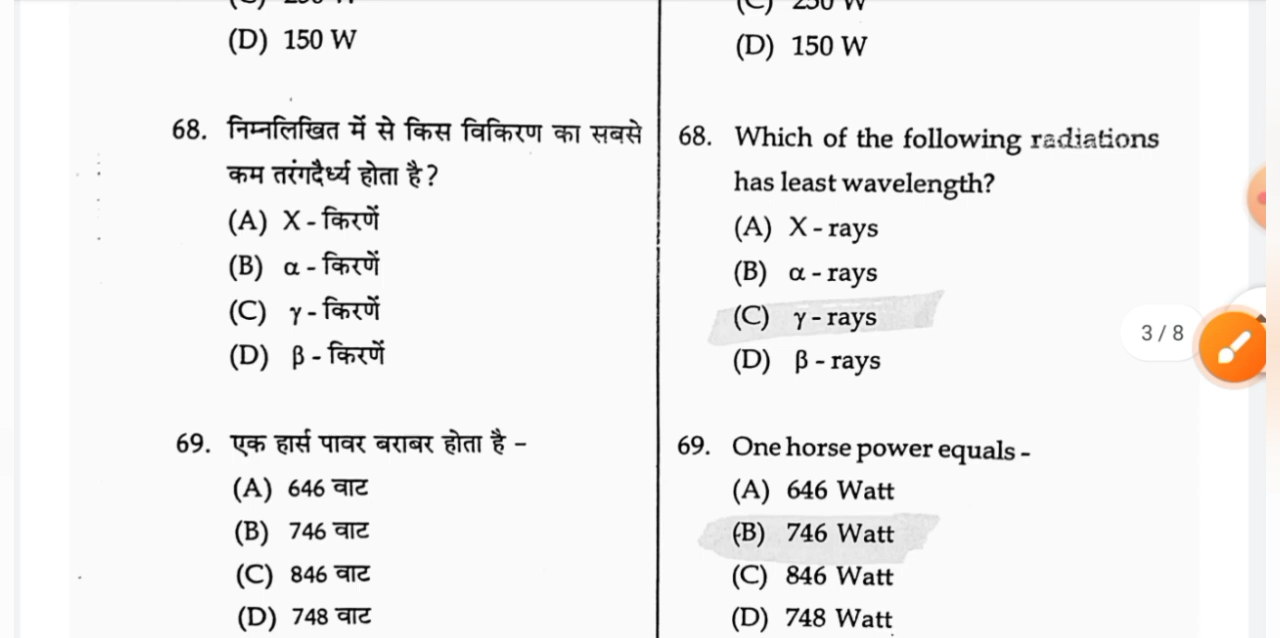 (D) 150 W
68. निम्नलिखित में से किस विकिरण का सबसे
कम तरंगदैर्ध्य होता है?
(A) X - किरणें
(B) α - किरणें
(C) γ - किरणें
(D) β - किरणें
69. एक हार्स पावर बराबर होता है -
(A) 646 वाट
(B) 746 वाट
(C) 846 वाट
(D) 748 वाट
(C) 250 W
(D) 150 W
68. Which of the following radiations
has least wavelength?
(A) X - rays
(B) α - rays
(C) γ - rays
(D) β - rays
69. One horse power equals -
(A) 646 Watt
(B) 746 Watt
(C) 846 Watt
(D) 748 Watt
3 / 8